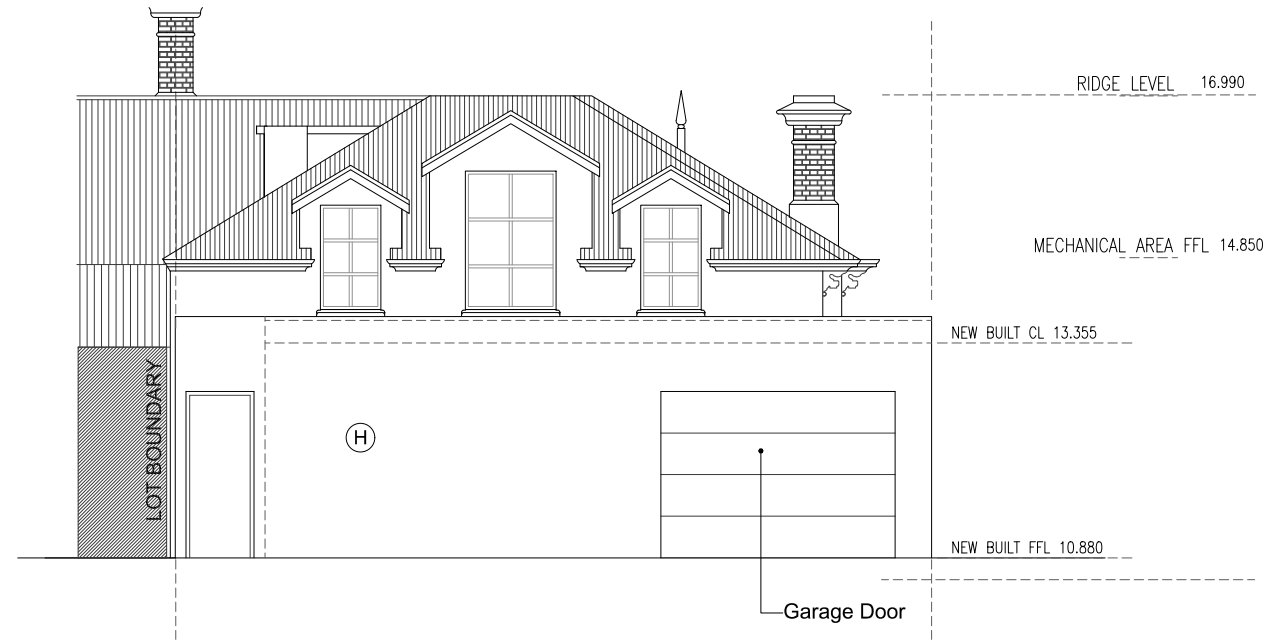 RIDGE LEVEL 16.990
MECHANICAL AREA FFL 14.850
NEW BUILT CL 13.355
LOT BOUNDARY
H
NEW BUILT FFL 10.880
Garage Door